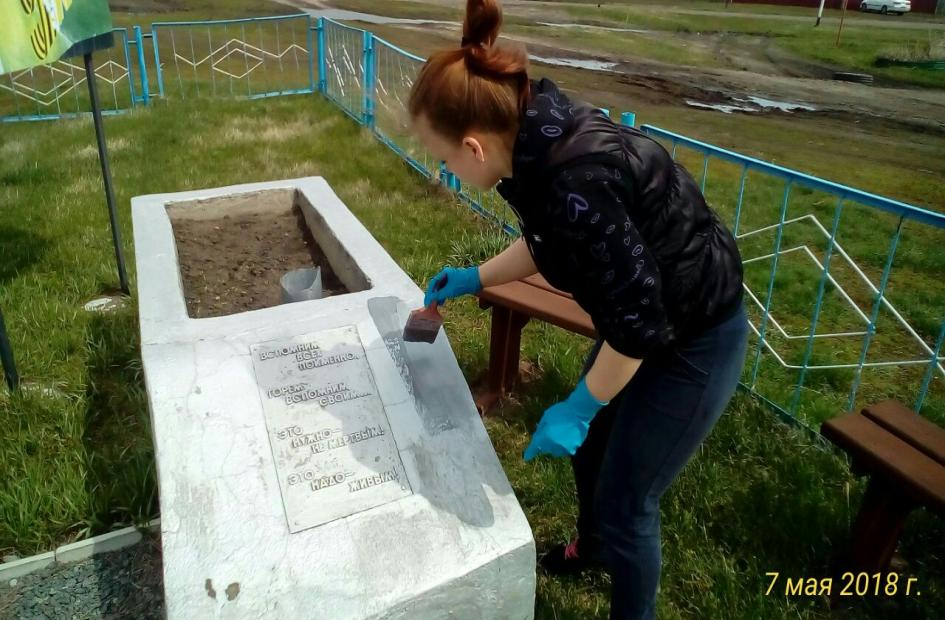 ВСПОМНИМ
ВСЕХ
ПОИМЕННО,
ГОРЕМ
ВСПОМНИМ
СВОИМ...
ЭТО
НУЖНО—
НЕ МЕРТВЫМ!
ЭТО
НАДО—
ЖИВЫМ!
7 мая 2018 г.